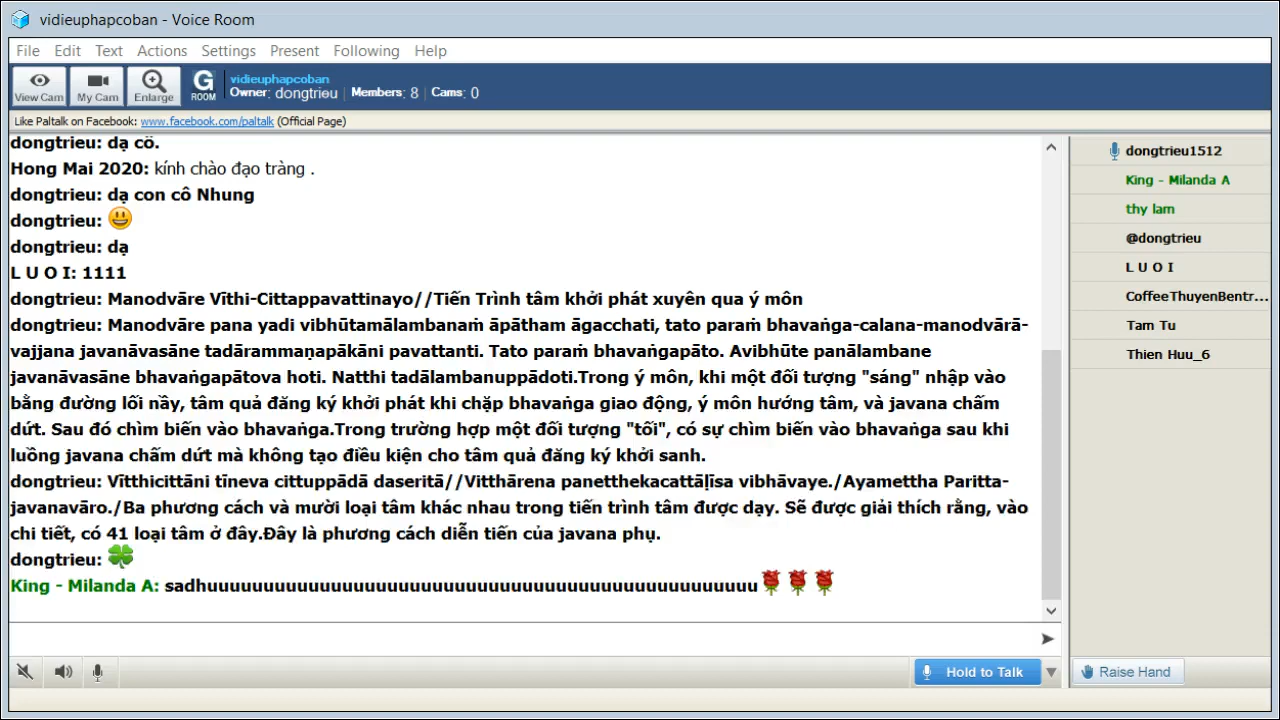 vidieuphapcoban - Voice Room
File Edit Text Actions Settings Present Following Help
View Cam My Cam Enlarge G ROOM
vidieuphapcoban
Owner: dongtrieu | Members: 8 | Cams: 0
Like Paltalk on Facebook: www.facebook.com/paltalk (Official Page)
dongtrieu: dạ cô.
Hong Mai 2020: kính chào đạo tràng .
dongtrieu: dạ con cô Nhung
dongtrieu: 😃
dongtrieu: dạ
L U O I: 1111
dongtrieu: Manodvāre Vīthi-Cittappavattinayo//Tiến Trình tâm khởi phát xuyên qua ý môn
dongtrieu: Manodvāre pana yadi vibhūtamālambanaṁ āpātham āgacchati, tato paraṁ bhavaṅga-calana-manodvārā-
vajjana javanāvasāne tadārammaṇapākāni pavattanti. Tato paraṁ bhavaṅgapāto. Avibhūte panālambane
javanāvasāne bhavaṅgapātova hoti. Natthi tadālambanuppādoti.Trong ý môn, khi một đối tượng "sáng" nhập vào
bằng đường lối nầy, tâm quả đăng ký khởi phát khi chặp bhavaṅga giao động, ý môn hướng tâm, và javana chấm
dứt. Sau đó chìm biến vào bhavaṅga.Trong trường hợp một đối tượng "tối", có sự chìm biến vào bhavaṅga sau khi
luồng javana chấm dứt mà không tạo điều kiện cho tâm quả đăng ký khởi sanh.
dongtrieu: Vītthicittāni tīneva cittuppādā daseritā//Vitthārena panetthekacattāḷīsa vibhāvaye./Ayamettha Paritta-
javanavāro./Ba phương cách và mười loại tâm khác nhau trong tiến trình tâm được dạy. Sẽ được giải thích rằng, vào
chi tiết, có 41 loại tâm ở đây.Đây là phương cách diễn tiến của javana phụ.
dongtrieu: 🍀
King - Milanda A: sadhuuuuuuuuuuuuuuuuuuuuuuuuuuuuuuuuuuuuuuuuuuuuuuuuu🌹🌹🌹
Hold to Talk
dongtrieu1512
King - Milanda A
thy lam
@dongtrieu
L U O I
CoffeeThuyenBentr...
Tam Tu
Thien Huu_6
Raise Hand